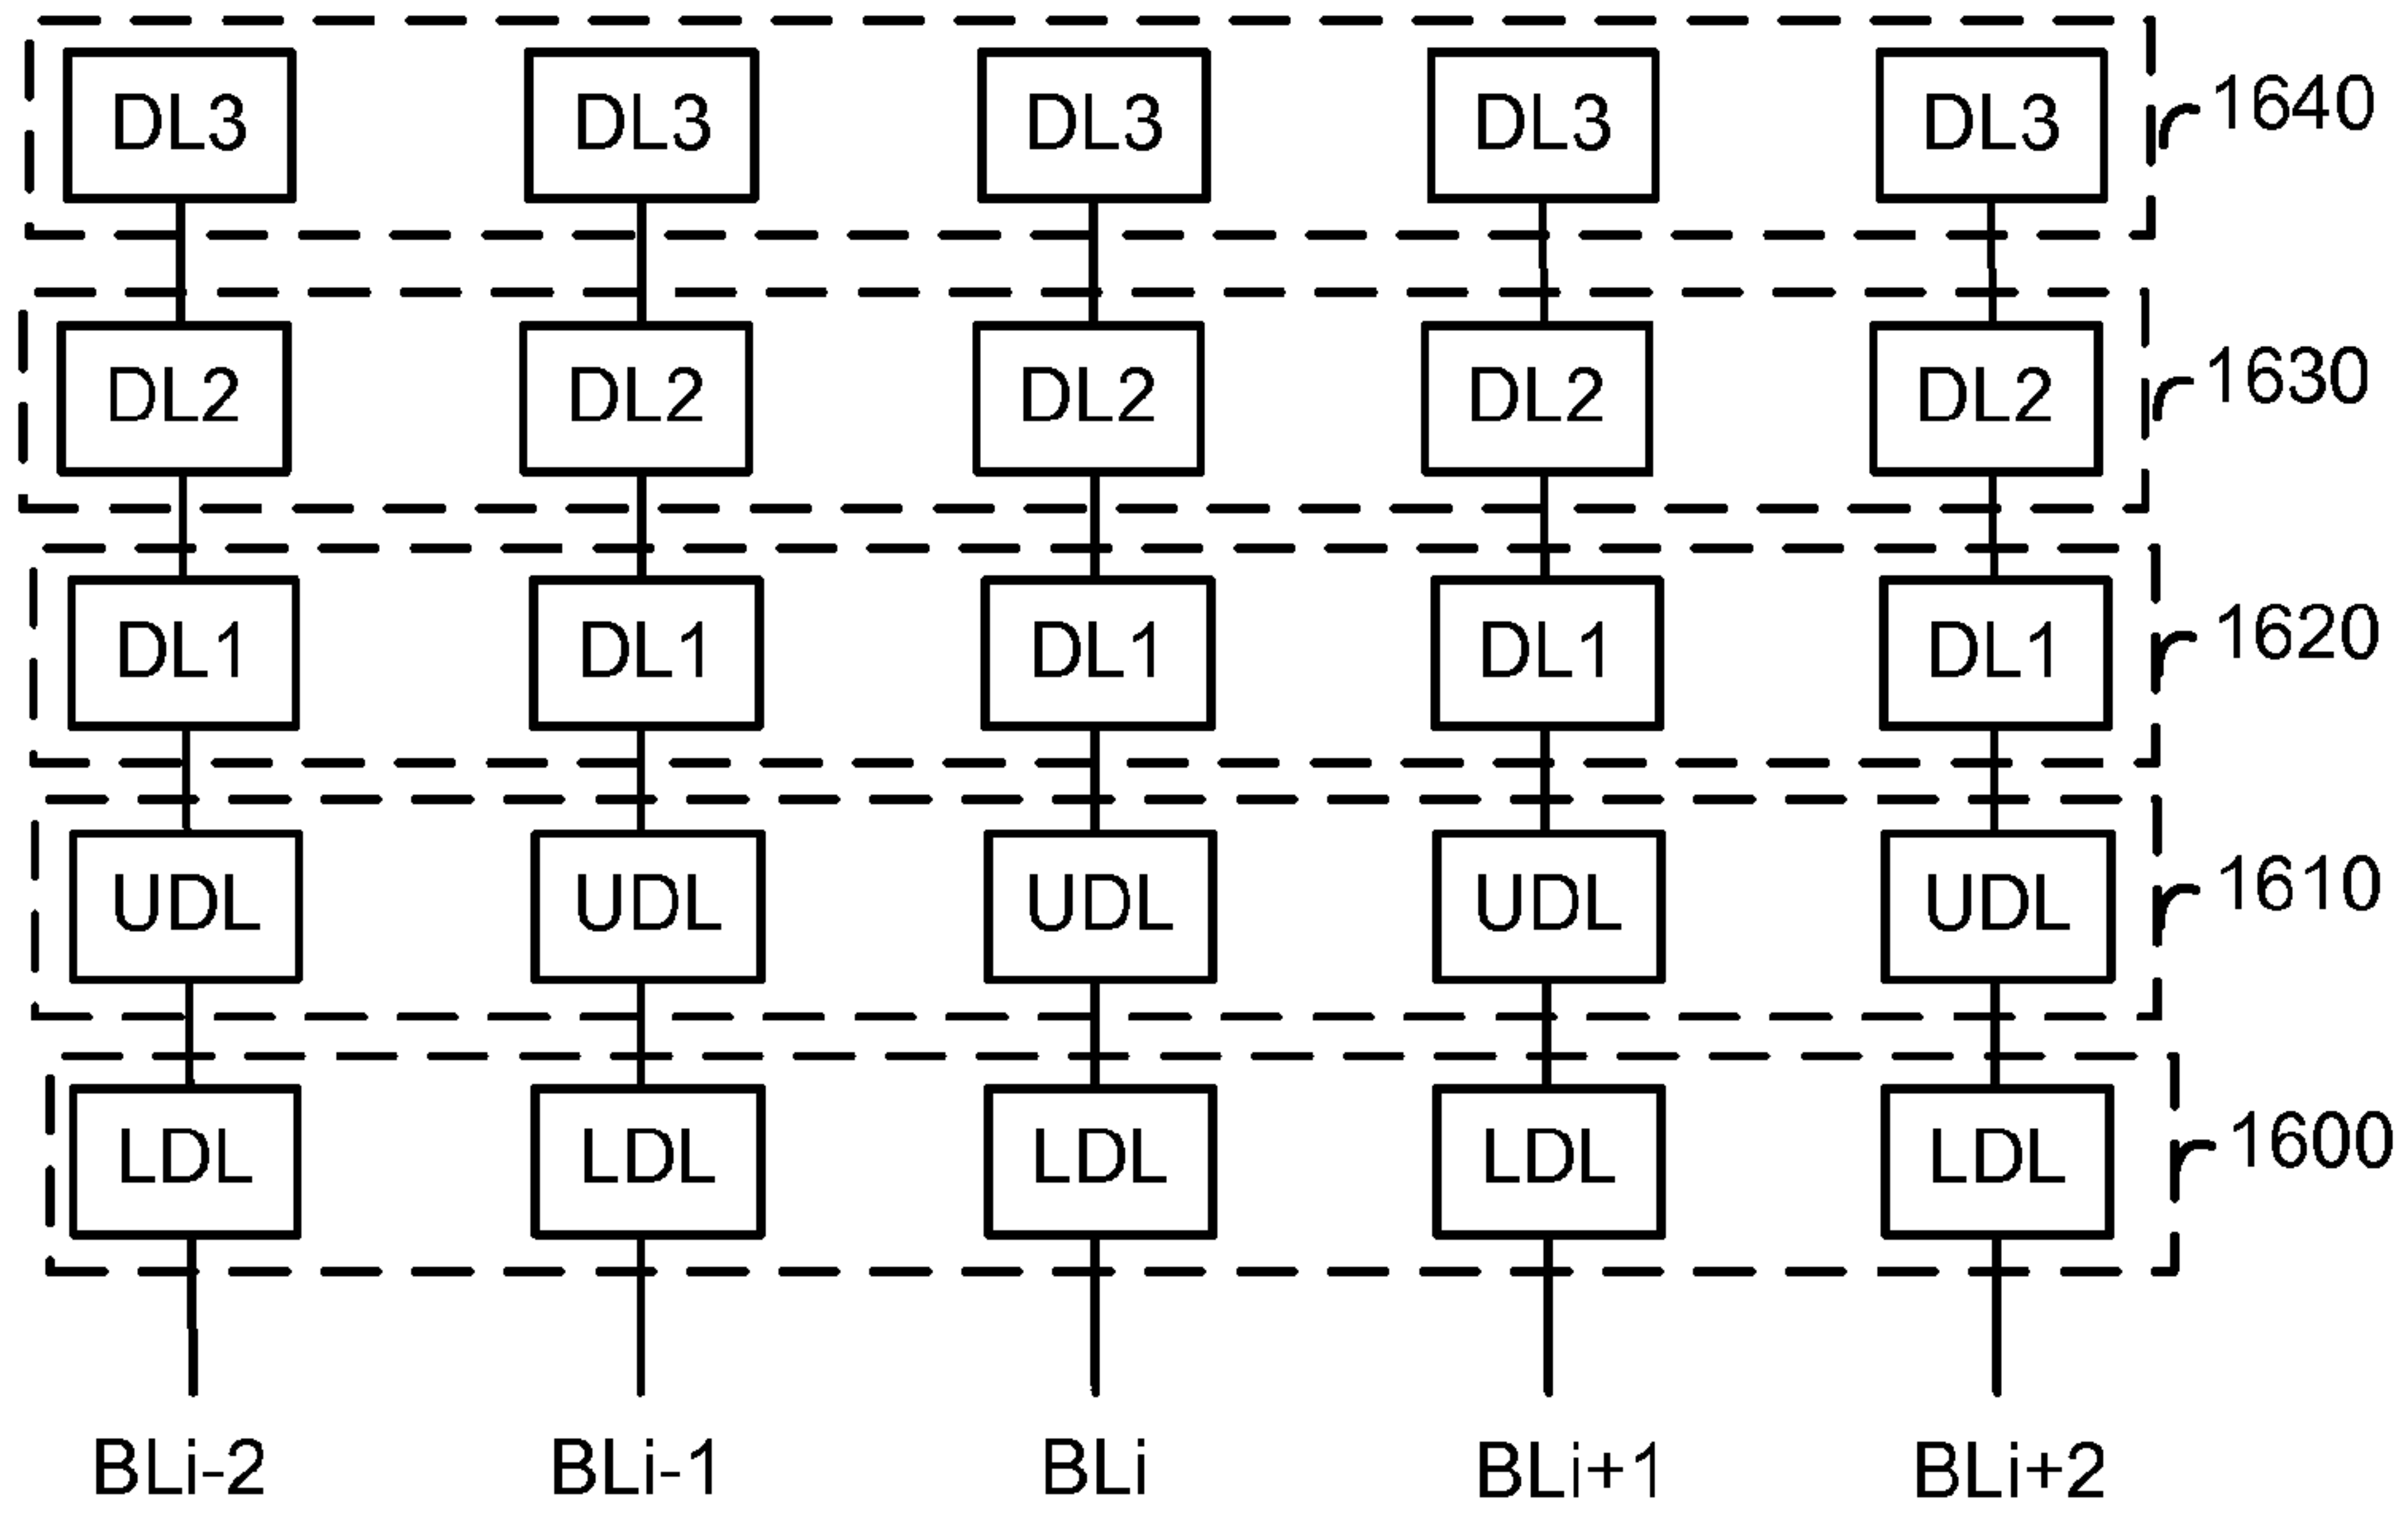 DL3 DL3 DL3 DL3 DL3 1640
DL2 DL2 DL2 DL2 DL2 1630
DL1 DL1 DL1 DL1 DL1 1620
UDL UDL UDL UDL UDL 1610
LDL LDL LDL LDL LDL 1600
BLi-2 BLi-1 BLi BLi+1 BLi+2